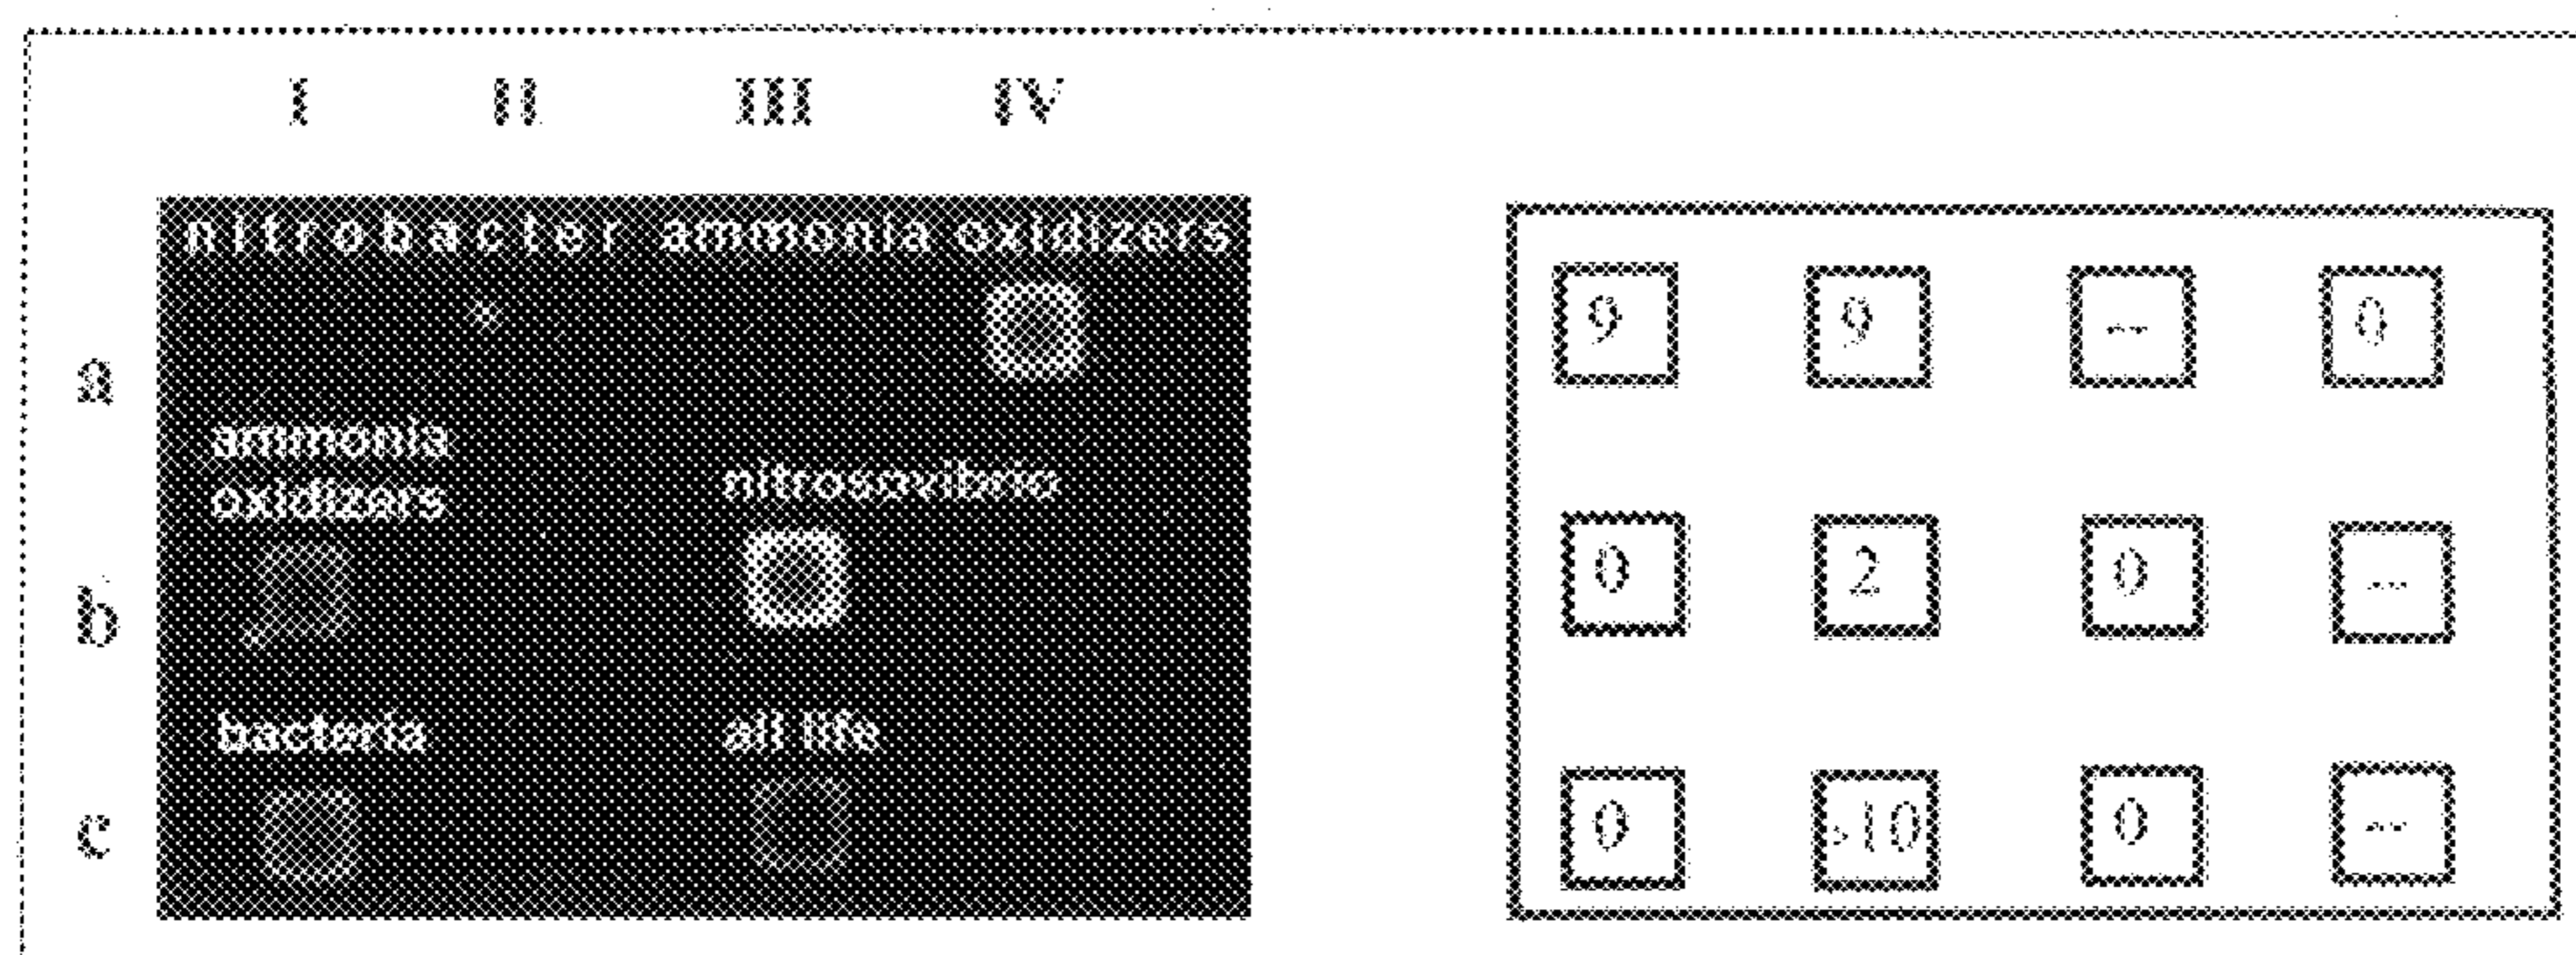 I II III IV
nitrobacter ammonia oxidizers
9 9 -- 0
a
ammonia
oxidizers
nitrosovibrio
b
0 2 0 --
bacteria all life
c
0 >10 0 --